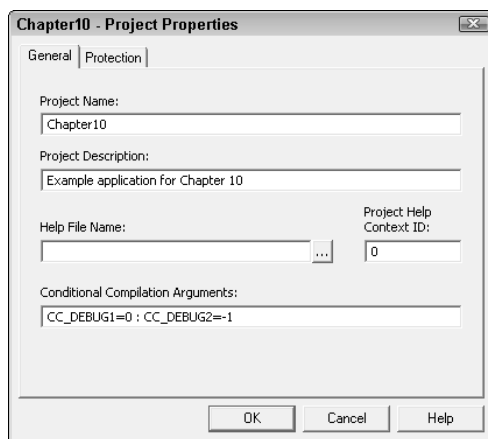 Chapter10 - Project Properties
General Protection
Project Name:
Chapter10
Project Description:
Example application for Chapter 10
Help File Name:
Project Help
Context ID:
...
0
Conditional Compilation Arguments:
CC_DEBUG1=0 : CC_DEBUG2=-1
OK Cancel Help